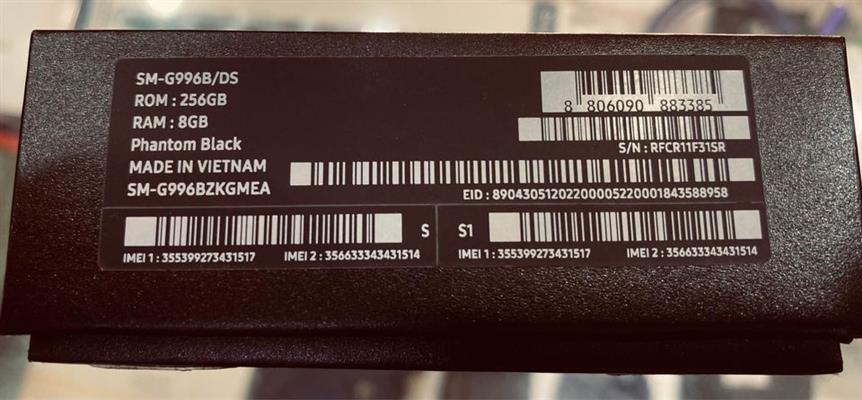 SM-G996B/DS
ROM : 256GB
RAM : 8GB
Phantom Black
MADE IN VIETNAM
SM-G996BZKGMEA
8 806090 883385
S/N : RFCR11F31SR
EID : 89043051202200005220001843588958
S
IMEI 1 : 355399273431517 IMEI 2 : 356633343431514
S1
IMEI 1 : 355399273431517 IMEI 2 : 356633343431514